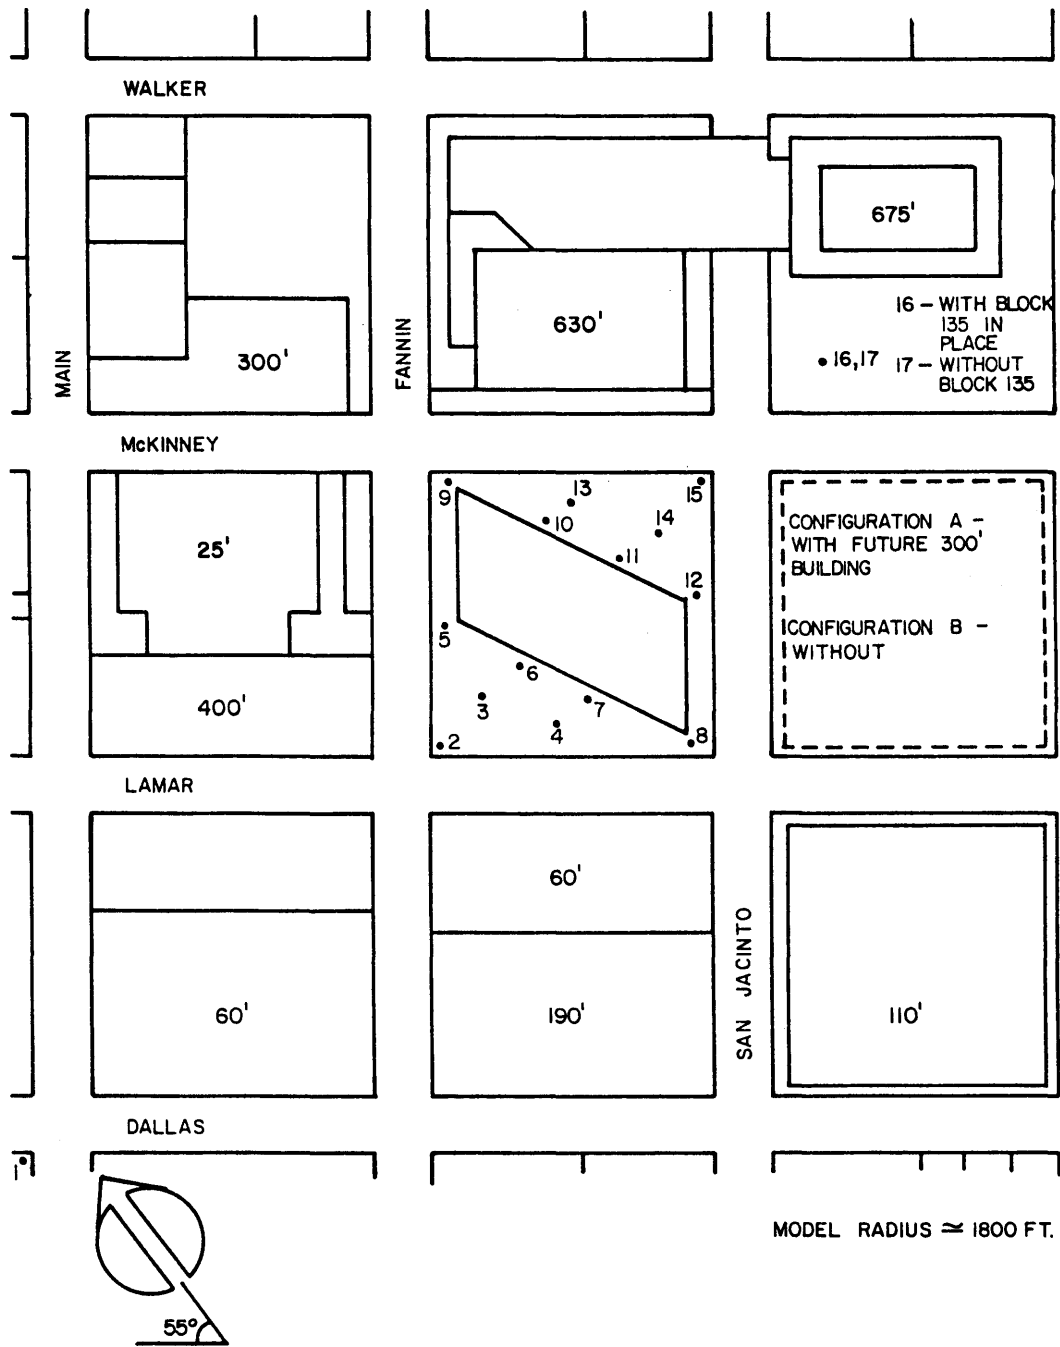 WALKER
675'
16 – WITH BLOCK
135 IN
PLACE
630'
300'
MAIN
FANNIN
• 16,17
17 – WITHOUT
BLOCK 135
McKINNEY
9
13
15
10
14
11
12
25'
CONFIGURATION A –
WITH FUTURE 300'
BUILDING
5
CONFIGURATION B –
WITHOUT
6
3
7
4
400'
2
8
LAMAR
60'
SAN JACINTO
60'
190'
110'
DALLAS
1
MODEL RADIUS ≃ 1800 FT.
55°